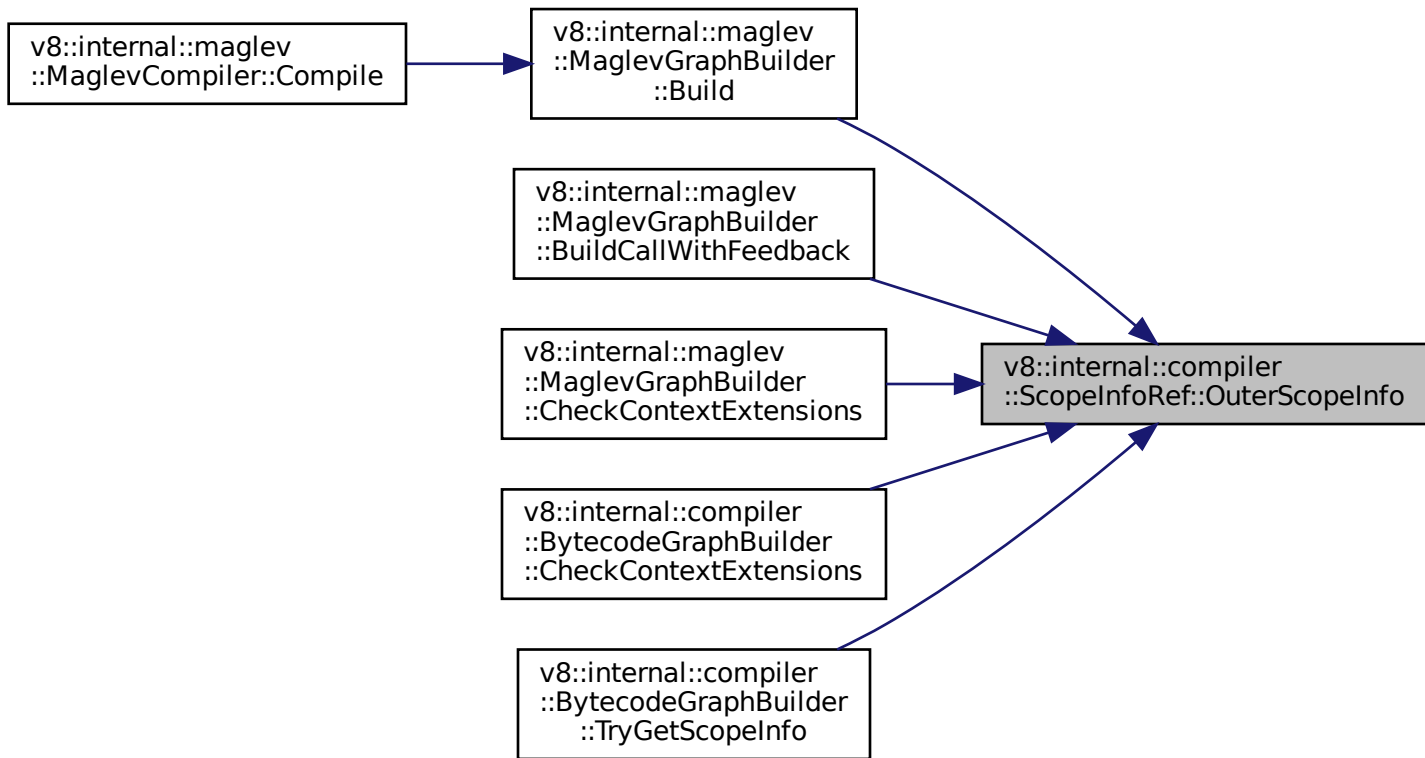 v8::internal::maglev
::MaglevCompiler::Compile
v8::internal::maglev
::MaglevGraphBuilder
::Build
v8::internal::maglev
::MaglevGraphBuilder
::BuildCallWithFeedback
v8::internal::maglev
::MaglevGraphBuilder
::CheckContextExtensions
v8::internal::compiler
::BytecodeGraphBuilder
::CheckContextExtensions
v8::internal::compiler
::BytecodeGraphBuilder
::TryGetScopeInfo
v8::internal::compiler
::ScopeInfoRef::OuterScopeInfo